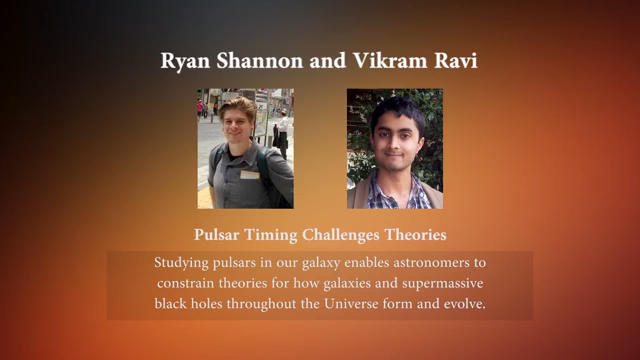 Ryan Shannon and Vikram Ravi
Pulsar Timing Challenges Theories
Studying pulsars in our galaxy enables astronomers to
constrain theories for how galaxies and supermassive
black holes throughout the Universe form and evolve.